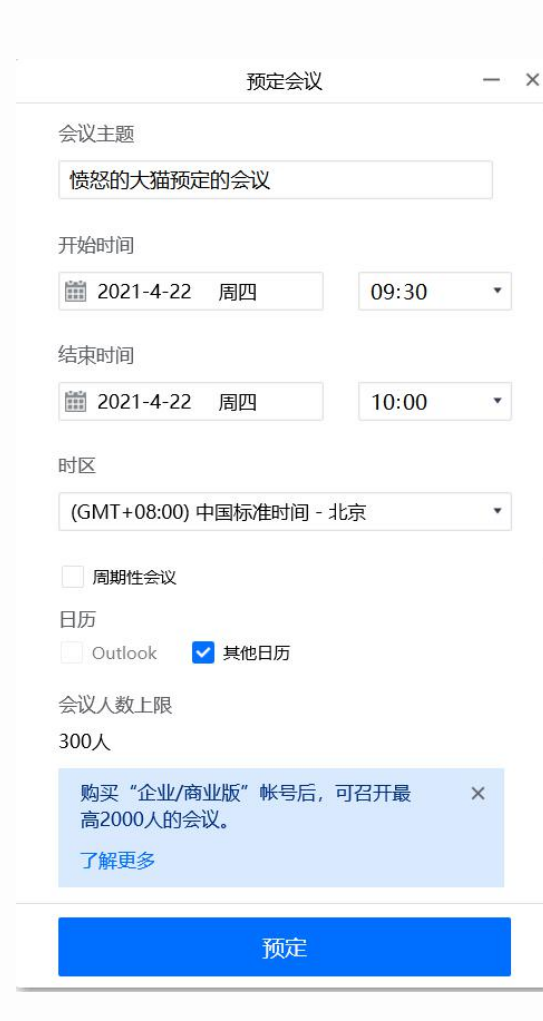 预定会议
会议主题
愤怒的大猫预定的会议
开始时间
2021-4-22 周四 09:30
结束时间
2021-4-22 周四 10:00
时区
(GMT+08:00) 中国标准时间 - 北京
周期性会议
日历
Outlook 其他日历
会议人数上限
300人
购买“企业/商业版”帐号后，可召开最
高2000人的会议。
了解更多
预定